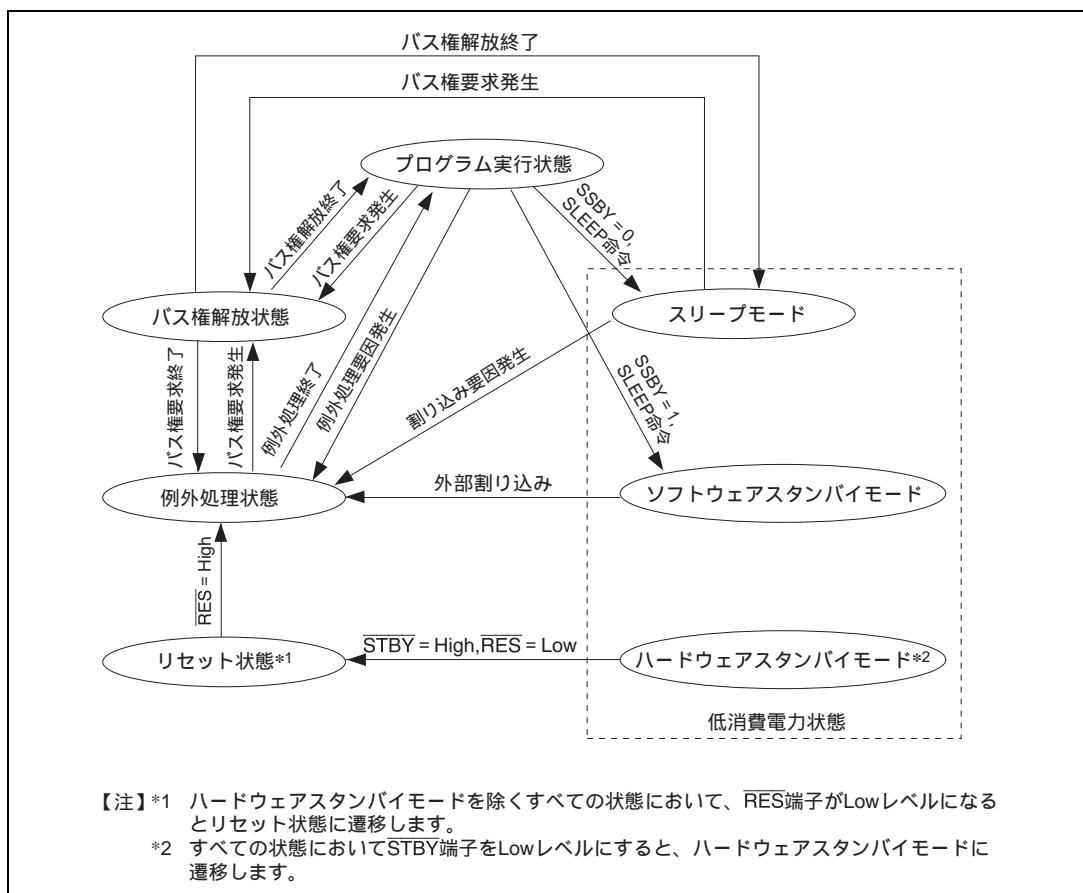 バス権解放終了
バス権要求発生
プログラム実行状態
バス権解放終了
バス権要求発生
SSBY = 0,
SLEEP命令
バス権解放状態
スリープモード
バス権要求終了
バス権要求発生
例外処理終了
例外処理要因発生
割り込み要因発生
SSBY = 1,
SLEEP命令
例外処理状態
外部割り込み
ソフトウェアスタンバイモード
R̅E̅S̅ = High
リセット状態*1
S̅T̅B̅Y̅ = High,R̅E̅S̅ = Low
ハードウェアスタンバイモード*2
低消費電力状態
【注】*1 ハードウェアスタンバイモードを除くすべての状態において、R̅E̅S̅端子がLowレベルになる
とリセット状態に遷移します。
*2 すべての状態においてS̅T̅B̅Y̅端子をLowレベルにすると、ハードウェアスタンバイモードに
遷移します。